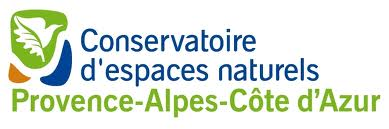 Conservatoire
d'espaces naturels
Provence-Alpes-Côte d'Azur